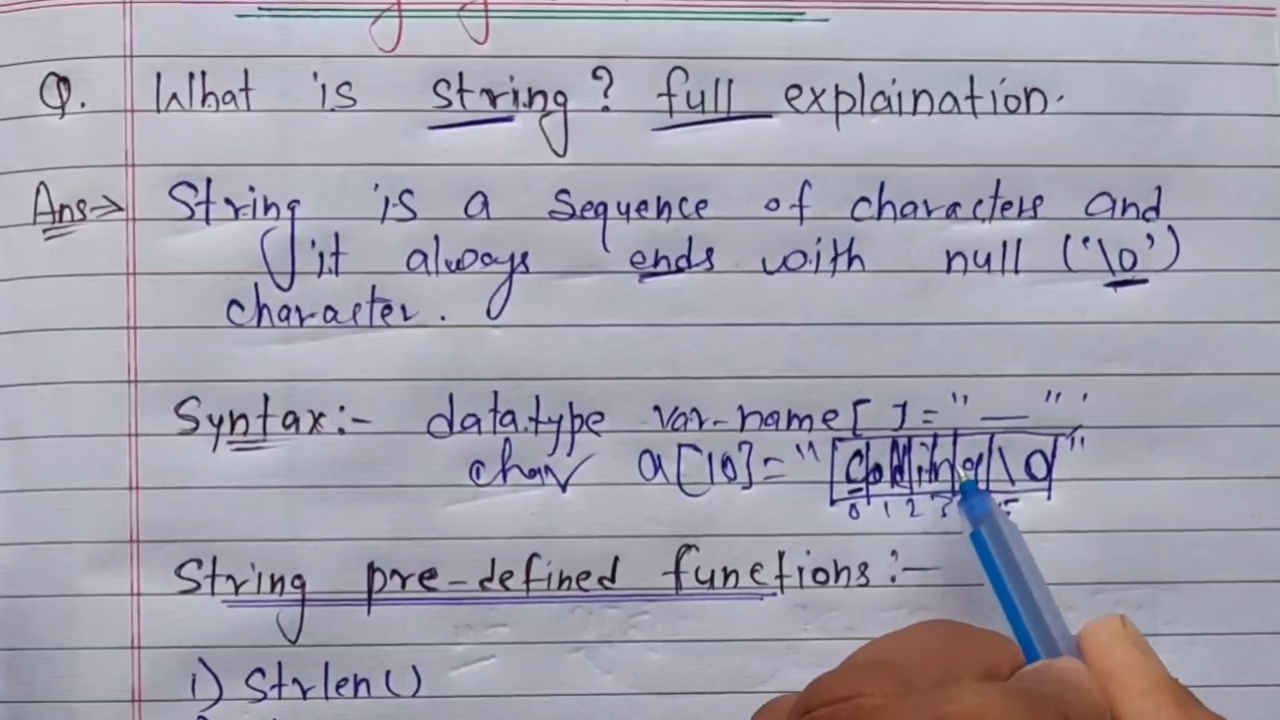 Q. What is string? full explaination.
Ans→ String is a sequence of characters and
it always ends with null ('\0')
character.
Syntax:- datatype var-name[ ]="—"
char a[10]="Coding\0"
0 1 2 3 5
String pre-defined functions:-
i) Strlen()